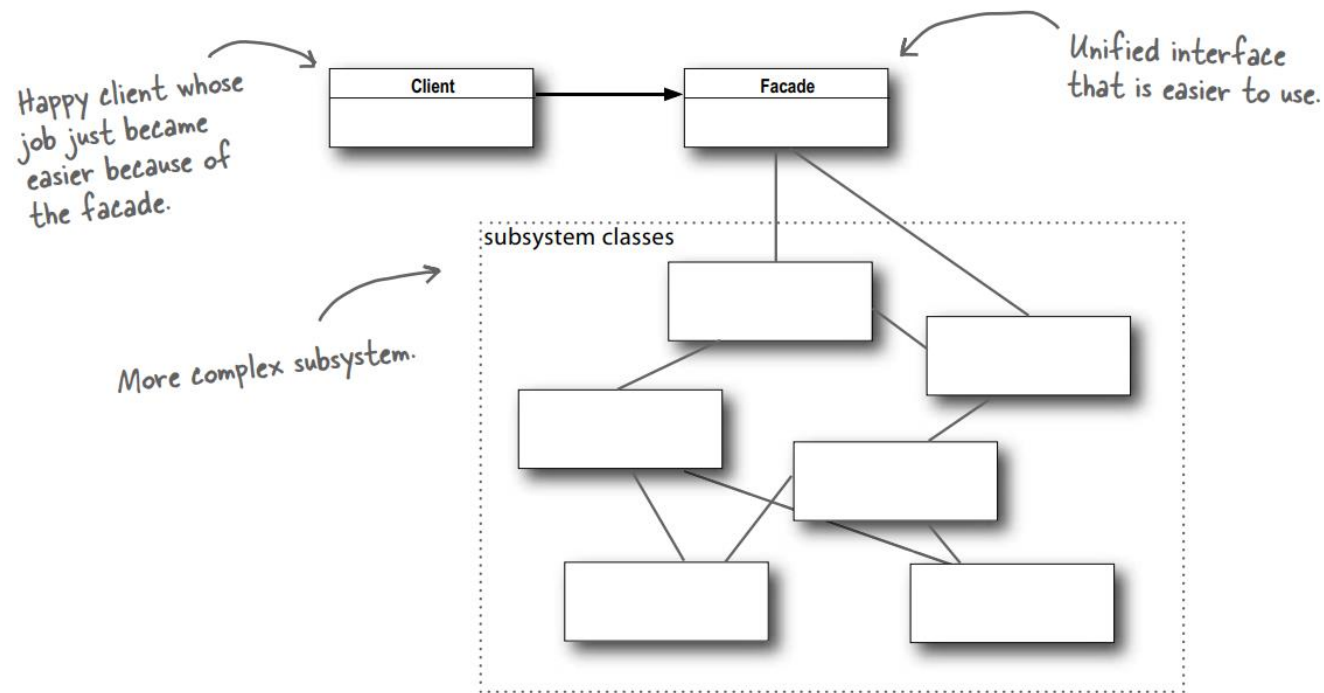 Happy client whose
job just became
easier because of
the facade.
Client
Facade
Unified interface
that is easier to use.
subsystem classes
More complex subsystem.